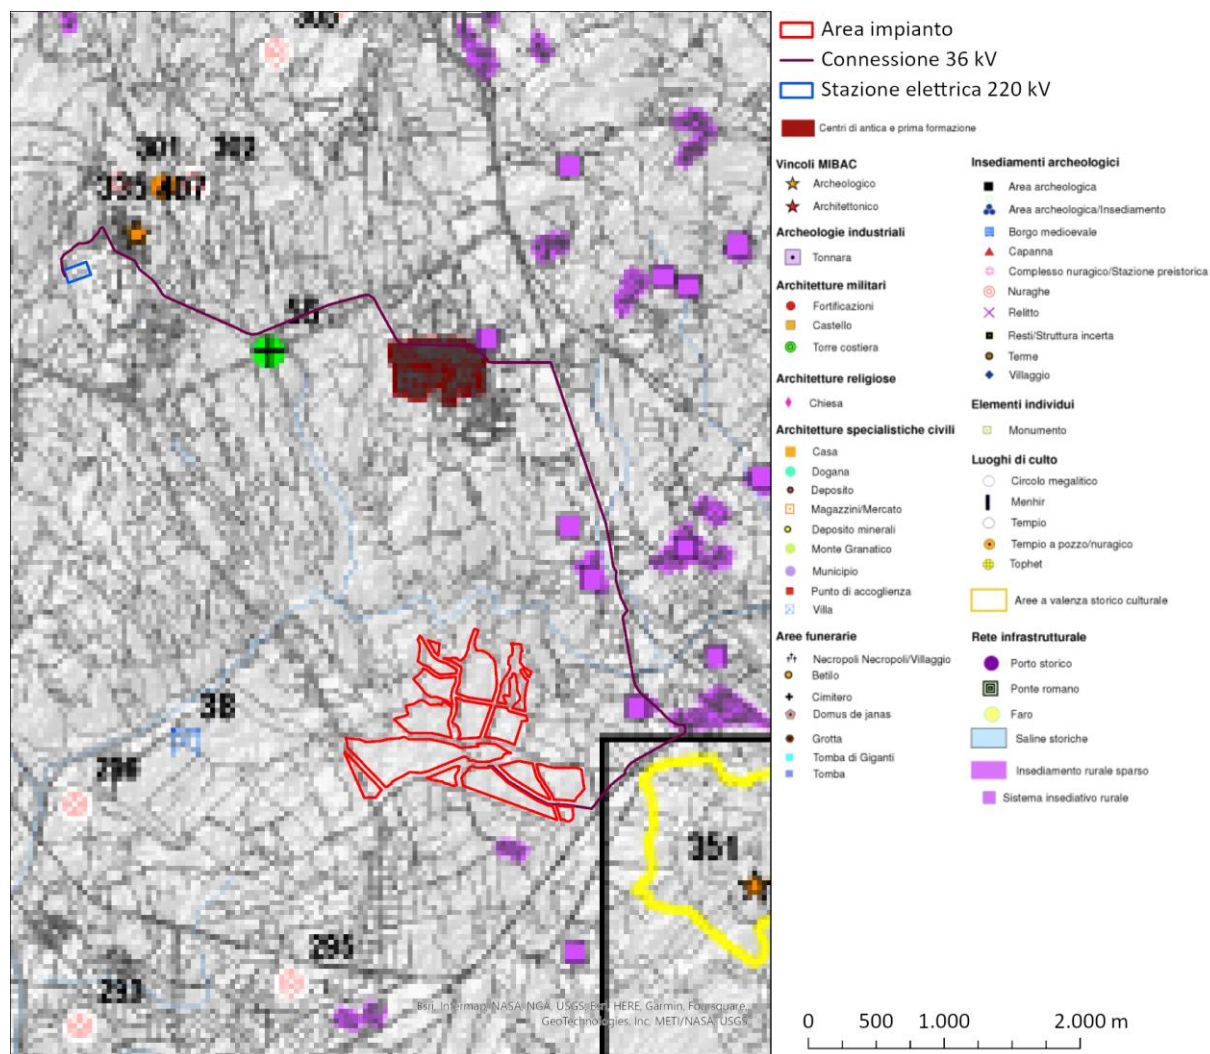 Area impianto
Connessione 36 kV
Stazione elettrica 220 kV
Centri di antica e prima formazione
Vincoli MIBAC
Archeologico
Architettonico
Archeologie industriali
Tonnara
Architetture militari
Fortificazioni
Castello
Torre costiera
Architetture religiose
Chiesa
Architetture specialistiche civili
Casa
Dogana
Deposito
Magazzini/Mercato
Deposito minerali
Monte Granatico
Municipio
Punto di accoglienza
Villa
Aree funerarie
Necropoli Necropoli/Villaggio
Betilo
Cimitero
Domus de janas
Grotta
Tomba di Giganti
Tomba
Insediamenti archeologici
Area archeologica
Area archeologica/Insediamento
Borgo medioevale
Capanna
Complesso nuragico/Stazione preistorica
Nuraghe
Relitto
Resti/Struttura incerta
Terme
Villaggio
Elementi individui
Monumento
Luoghi di culto
Circolo megalitico
Menhir
Tempio
Tempio a pozzo/nuragico
Tophet
Aree a valenza storico culturale
Rete infrastrutturale
Porto storico
Ponte romano
Faro
Saline storiche
Insediamento rurale sparso
Sistema insediativo rurale
0 500 1.000 2.000 m
301 302
407
38
351
295
293
Esri, Intermap, NASA, NGA, USGS; Esri, HERE, Garmin, Foursquare,
GeoTechnologies, Inc, METI/NASA, USGS